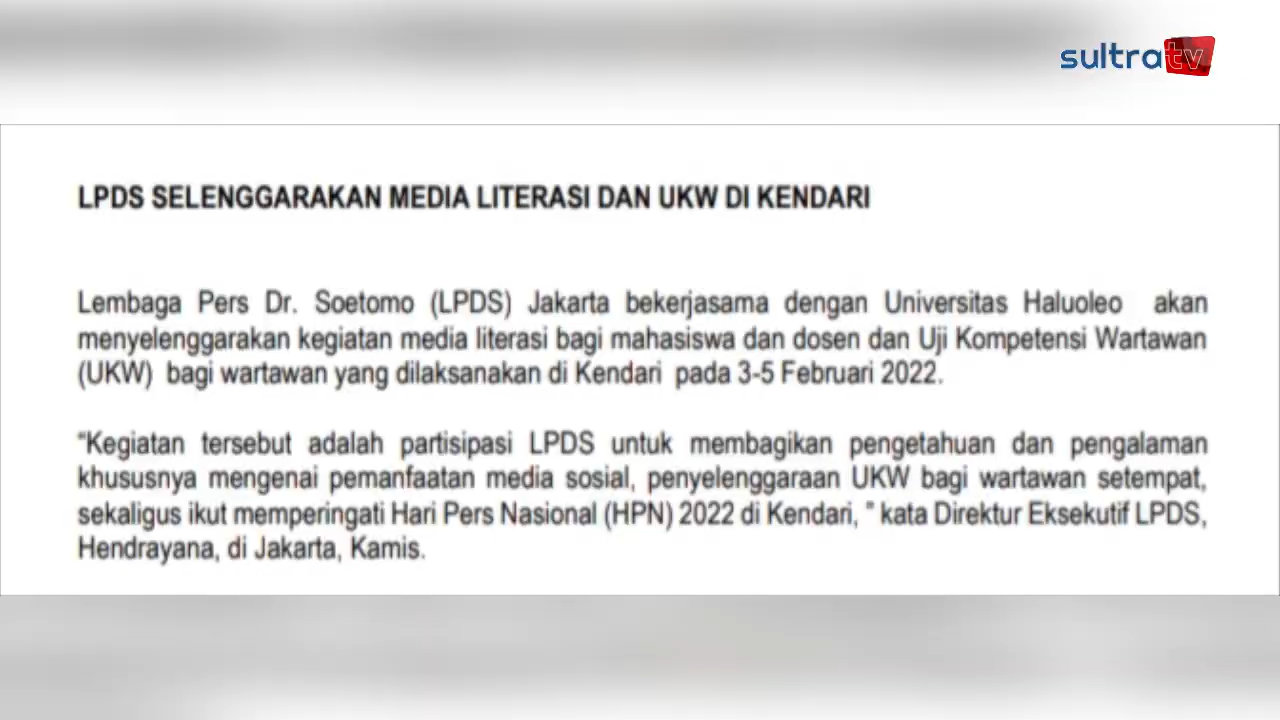 sultratv
LPDS SELENGGARAKAN MEDIA LITERASI DAN UKW DI KENDARI
Lembaga Pers Dr. Soetomo (LPDS) Jakarta bekerjasama dengan Universitas Haluoleo akan
menyelenggarakan kegiatan media literasi bagi mahasiswa dan dosen dan Uji Kompetensi Wartawan
(UKW) bagi wartawan yang dilaksanakan di Kendari pada 3-5 Februari 2022.
“Kegiatan tersebut adalah partisipasi LPDS untuk membagikan pengetahuan dan pengalaman
khususnya mengenai pemanfaatan media sosial, penyelenggaraan UKW bagi wartawan setempat,
sekaligus ikut memperingati Hari Pers Nasional (HPN) 2022 di Kendari, ” kata Direktur Eksekutif LPDS,
Hendrayana, di Jakarta, Kamis.